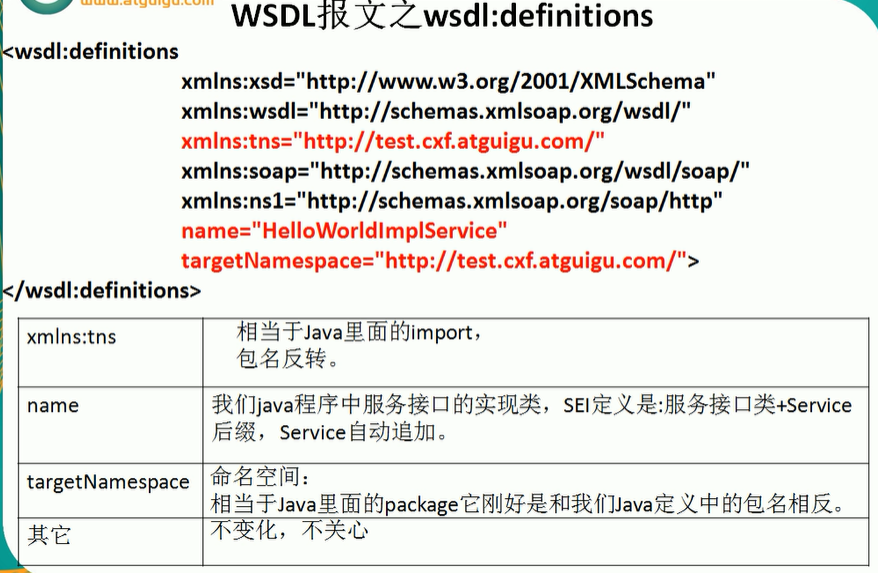 www.atguigu.com
WSDL报文之wsdl:definitions
<wsdl:definitions
xmlns:xsd="http://www.w3.org/2001/XMLSchema"
xmlns:wsdl="http://schemas.xmlsoap.org/wsdl/"
xmlns:tns="http://test.cxf.atguigu.com/"
xmlns:soap="http://schemas.xmlsoap.org/wsdl/soap/"
xmlns:ns1="http://schemas.xmlsoap.org/soap/http"
name="HelloWorldImplService"
targetNamespace="http://test.cxf.atguigu.com/">
</wsdl:definitions>
xmlns:tns
相当于Java里面的import，
包名反转。
name
我们java程序中服务接口的实现类，SEI定义是:服务接口类+Service
后缀，Service自动追加。
targetNamespace
命名空间：
相当于Java里面的package它刚好是和我们Java定义中的包名相反。
其它
不变化，不关心